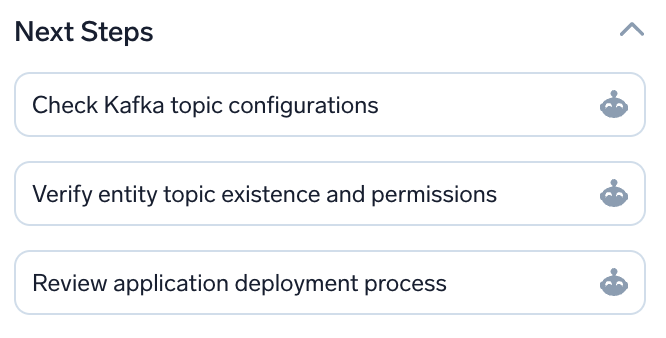 Next Steps
Check Kafka topic configurations
Verify entity topic existence and permissions
Review application deployment process